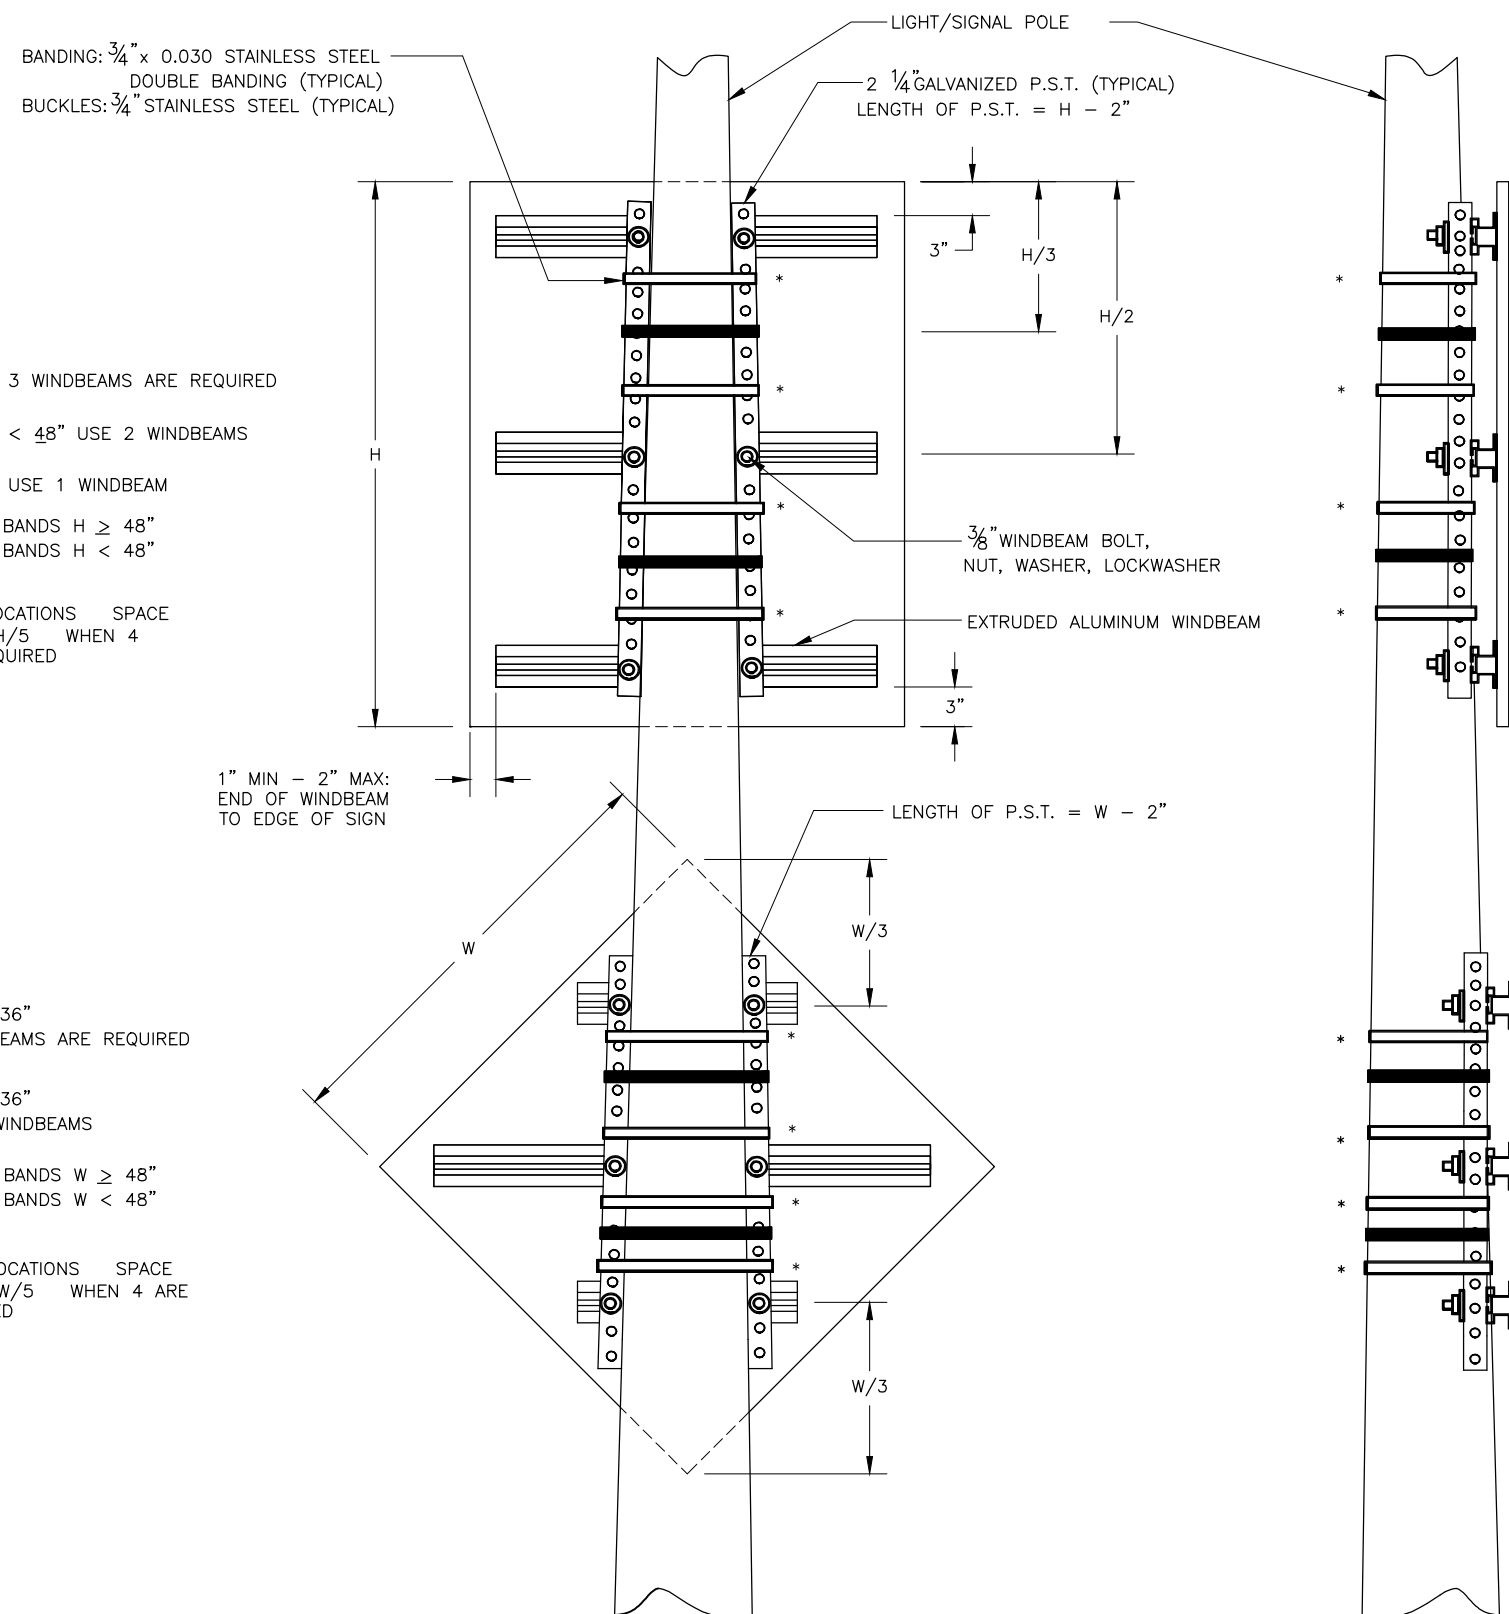 LIGHT/SIGNAL POLE
BANDING: 3/4" x 0.030 STAINLESS STEEL
DOUBLE BANDING (TYPICAL)
BUCKLES: 3/4" STAINLESS STEEL (TYPICAL)
2 1/4" GALVANIZED P.S.T. (TYPICAL)
LENGTH OF P.S.T. = H - 2"
3"
H/3
H/2
*
*
*
*
*
*
*
*
3 WINDBEAMS ARE REQUIRED
< 48" USE 2 WINDBEAMS
H
USE 1 WINDBEAM
BANDS H ≥ 48"
BANDS H < 48"
3/8" WINDBEAM BOLT,
NUT, WASHER, LOCKWASHER
SPACE
H/5 WHEN 4
EXTRUDED ALUMINUM WINDBEAM
3"
1" MIN - 2" MAX:
END OF WINDBEAM
TO EDGE OF SIGN
LENGTH OF P.S.T. = W - 2"
W
W/3
36"
ARE REQUIRED
*
*
*
*
*
*
*
*
36"
WINDBEAMS
BANDS W ≥ 48"
BANDS W < 48"
SPACE
W/5 WHEN 4 ARE
W/3